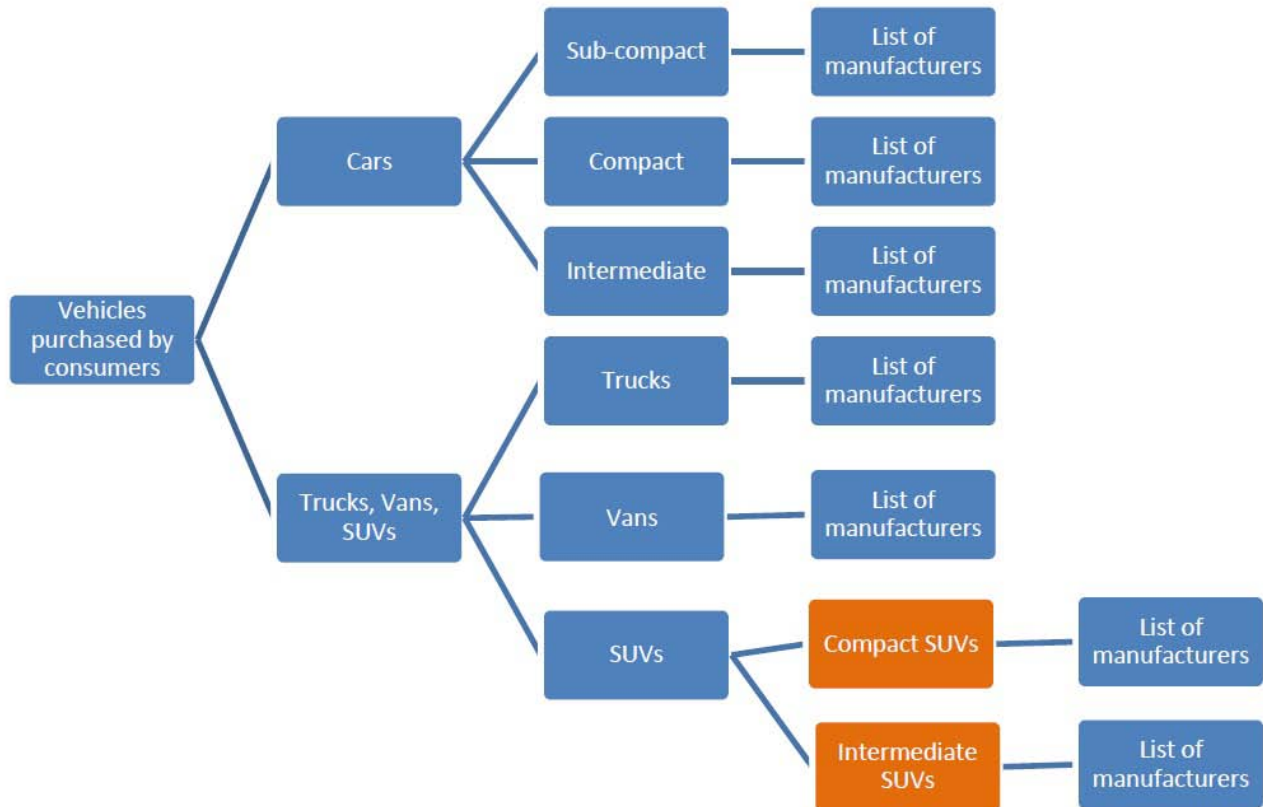 Vehicles
purchased by
consumers
Cars
Sub-compact
List of
manufacturers
Compact
List of
manufacturers
Intermediate
List of
manufacturers
Trucks, Vans,
SUVs
Trucks
List of
manufacturers
Vans
List of
manufacturers
SUVs
Compact SUVs
List of
manufacturers
Intermediate
SUVs
List of
manufacturers